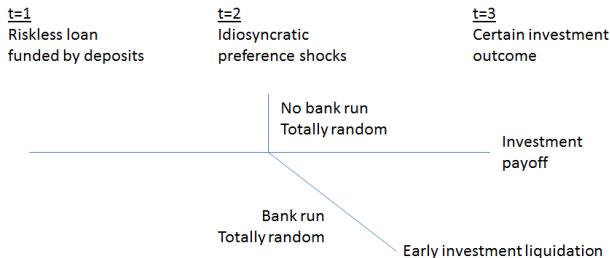 t=1
Riskless loan
funded by deposits
t=2
Idiosyncratic
preference shocks
t=3
Certain investment
outcome
No bank run
Totally random
Investment
payoff
Bank run
Totally random
Early investment liquidation